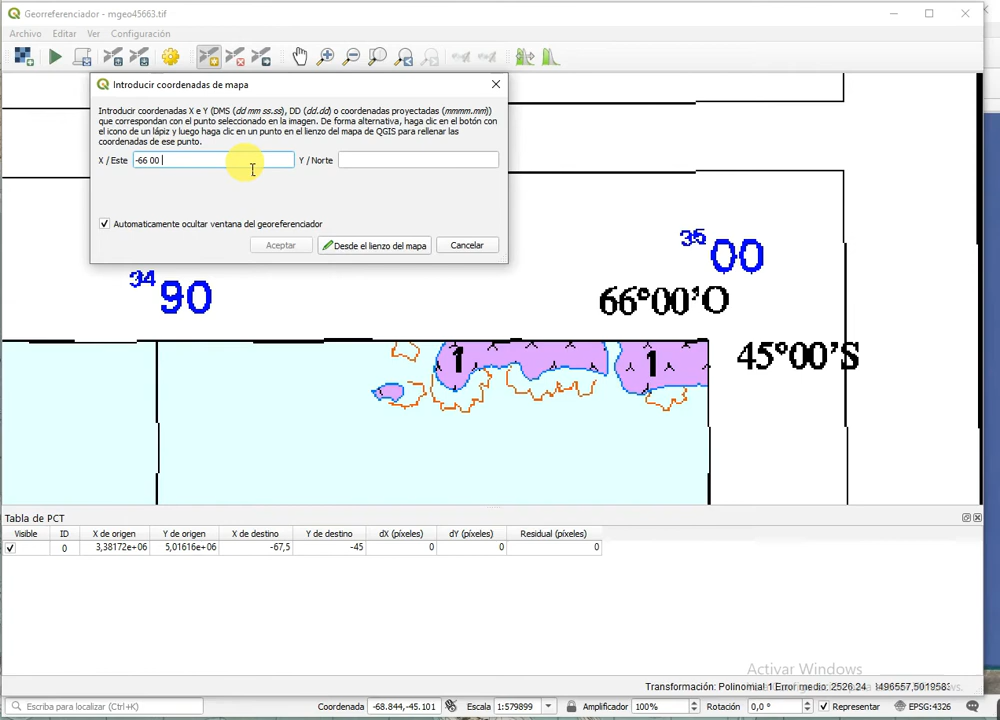 Georreferenciador - mgeo45663.tif
Archivo Editar Ver Configuración
Introducir coordenadas de mapa
Introducir coordenadas X e Y (DMS (dd mm ss.ss), DD (dd.dd) o coordenadas proyectadas (mmmm.mm))
que correspondan con el punto seleccionado en la imagen. De forma alternativa, haga clic en el botón con
el icono de un lápiz y luego haga clic en un punto en el lienzo del mapa de QGIS para rellenar las
coordenadas de ese punto.
X / Este -66 00 Y / Norte
Automaticamente ocultar ventana del georeferenciador
Aceptar Desde el lienzo del mapa Cancelar
34 90
35 00
66°00'O
45°00'S
1 1
Tabla de PCT
Visible ID X de origen Y de origen X de destino Y de destino dX (píxeles) dY (píxeles) Residual (píxeles)
0 3,38172e+06 5,01616e+06 -67,5 -45 0 0 0
Activar Windows
Transformación: Polinomial 1 Error medio: 2526.24
Escriba para localizar (Ctrl+K) Coordenada -68.844,-45.101 Escala 1:579899 Amplificador 100% Rotación 0,0 ° Representar EPSG:4326